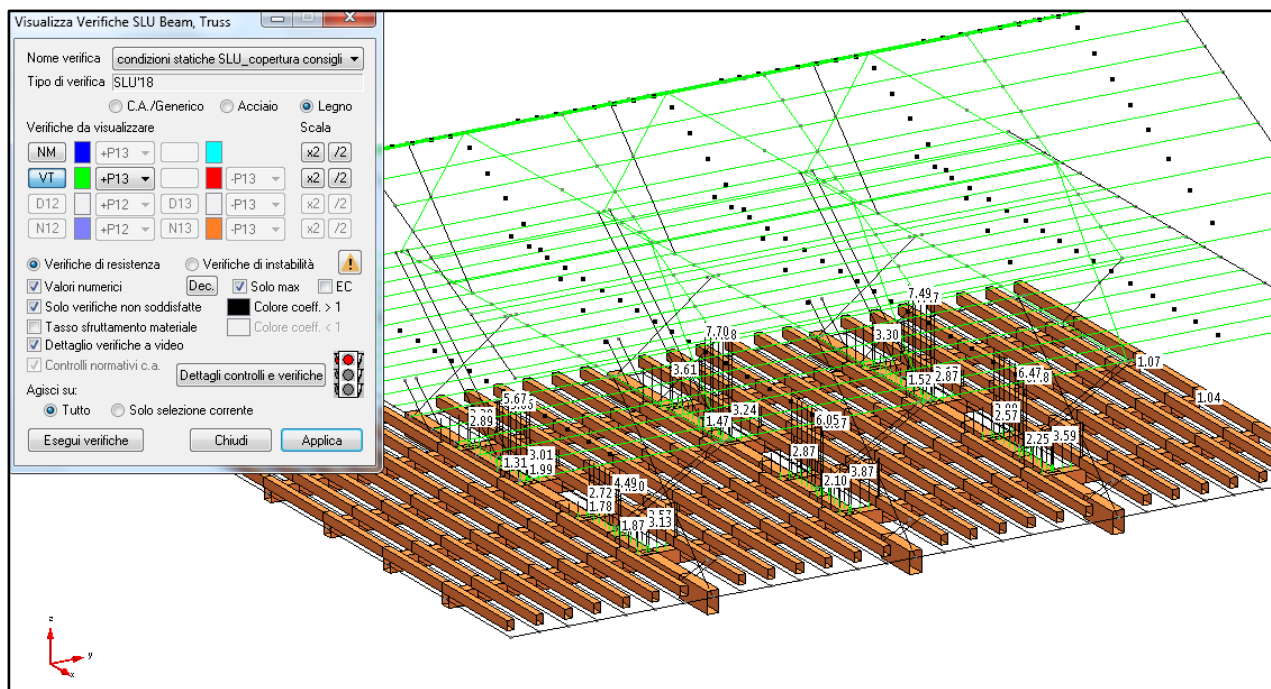 Visualizza Verifiche SLU Beam, Truss
Nome verifica condizioni statiche SLU_copertura consigli
Tipo di verifica SLU'18
C.A./Generico Acciaio Legno
Verifiche da visualizzare Scala
NM +P13 x2 /2
VT +P13 -P13 x2 /2
D12 +P12 D13 -P13 x2 /2
N12 +P12 N13 -P13 x2 /2
Verifiche di resistenza Verifiche di instabilità
Valori numerici Dec. Solo max EC
Solo verifiche non soddisfatte Colore coeff. > 1
Tasso sfruttamento materiale Colore coeff. < 1
Dettaglio verifiche a video
Controlli normativi c.a. Dettagli controlli e verifiche
Agisci su:
Tutto Solo selezione corrente
Esegui verifiche Chiudi Applica
7.49
7.70
3.30
3.61
1.07
6.47
5.67
1.52 2.87
1.04
2.89
3.24
1.47
6.05
2.57
3.01
1.31
1.99
2.25 3.59
2.87
4.49
3.87
2.72
2.10
1.78
1.87 3.13
z
y
x